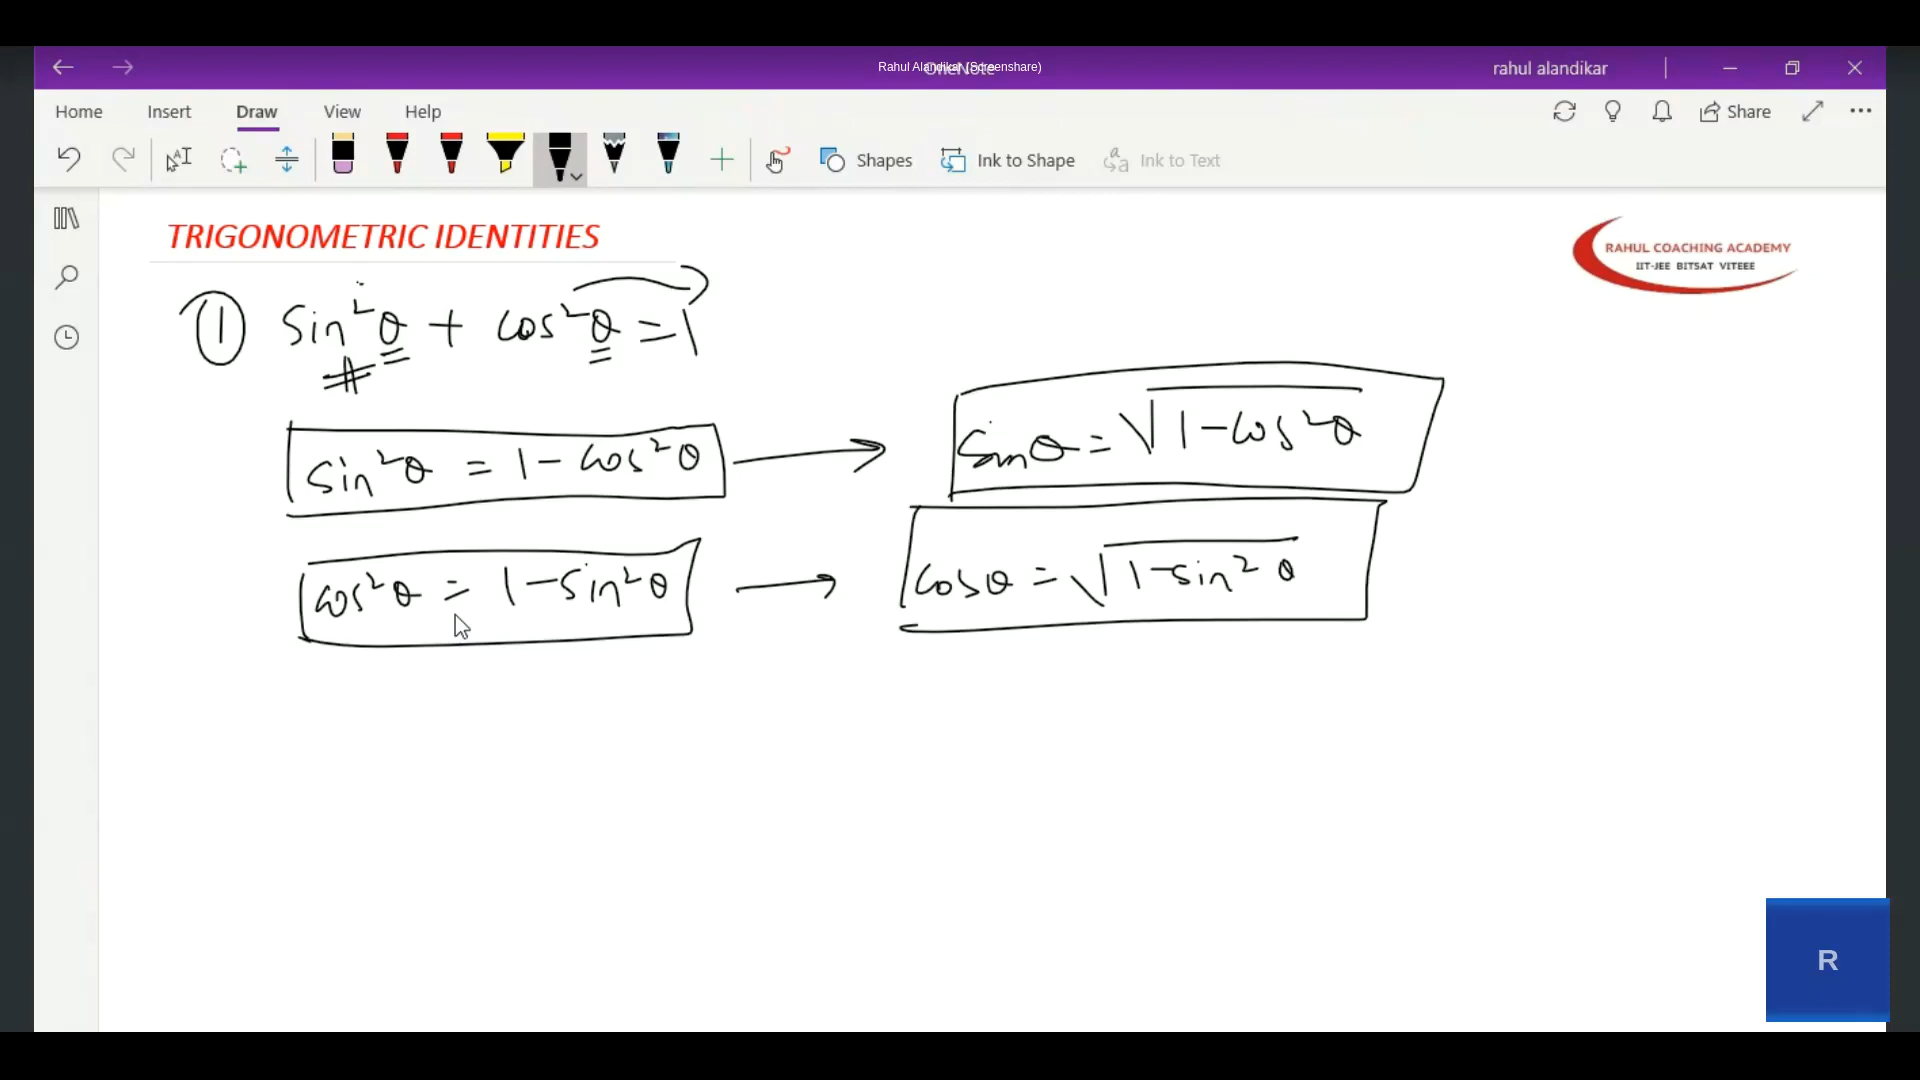 Rahul Alandikar (Screenshare)
rahul alandikar
Home Insert Draw View Help
Share
Shapes Ink to Shape Ink to Text
TRIGONOMETRIC IDENTITIES
RAHUL COACHING ACADEMY
IIT-JEE BITSAT VITEEE
① sin²θ + cos²θ = 1
sin²θ = 1 - cos²θ → sinθ = √1-cos²θ
cos²θ = 1 - sin²θ → cosθ = √1-sin²θ
R